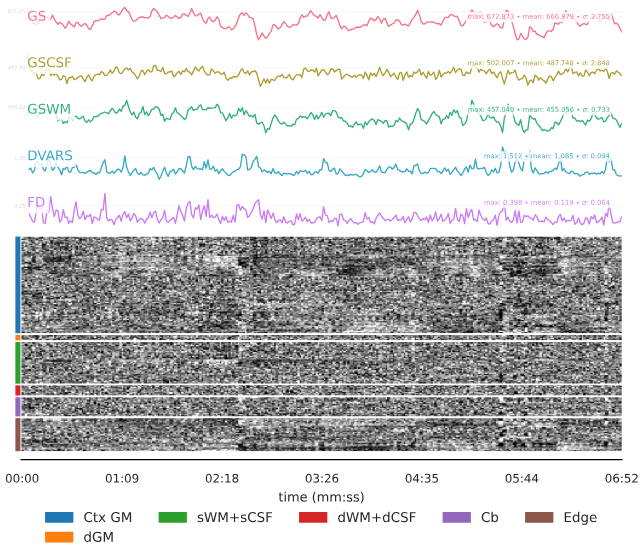 GS
max: 672.873 • mean: 666.979 • σ: 2.755
GSCSF
max: 502.007 • mean: 487.748 • σ: 2.848
GSWM
max: 457.040 • mean: 455.056 • σ: 0.733
DVARS
max: 1.512 • mean: 1.085 • σ: 0.094
FD
max: 0.398 • mean: 0.119 • σ: 0.064
00:00 01:09 02:18 03:26 04:35 05:44 06:52
time (mm:ss)
Ctx GM sWM+sCSF dWM+dCSF Cb Edge
dGM